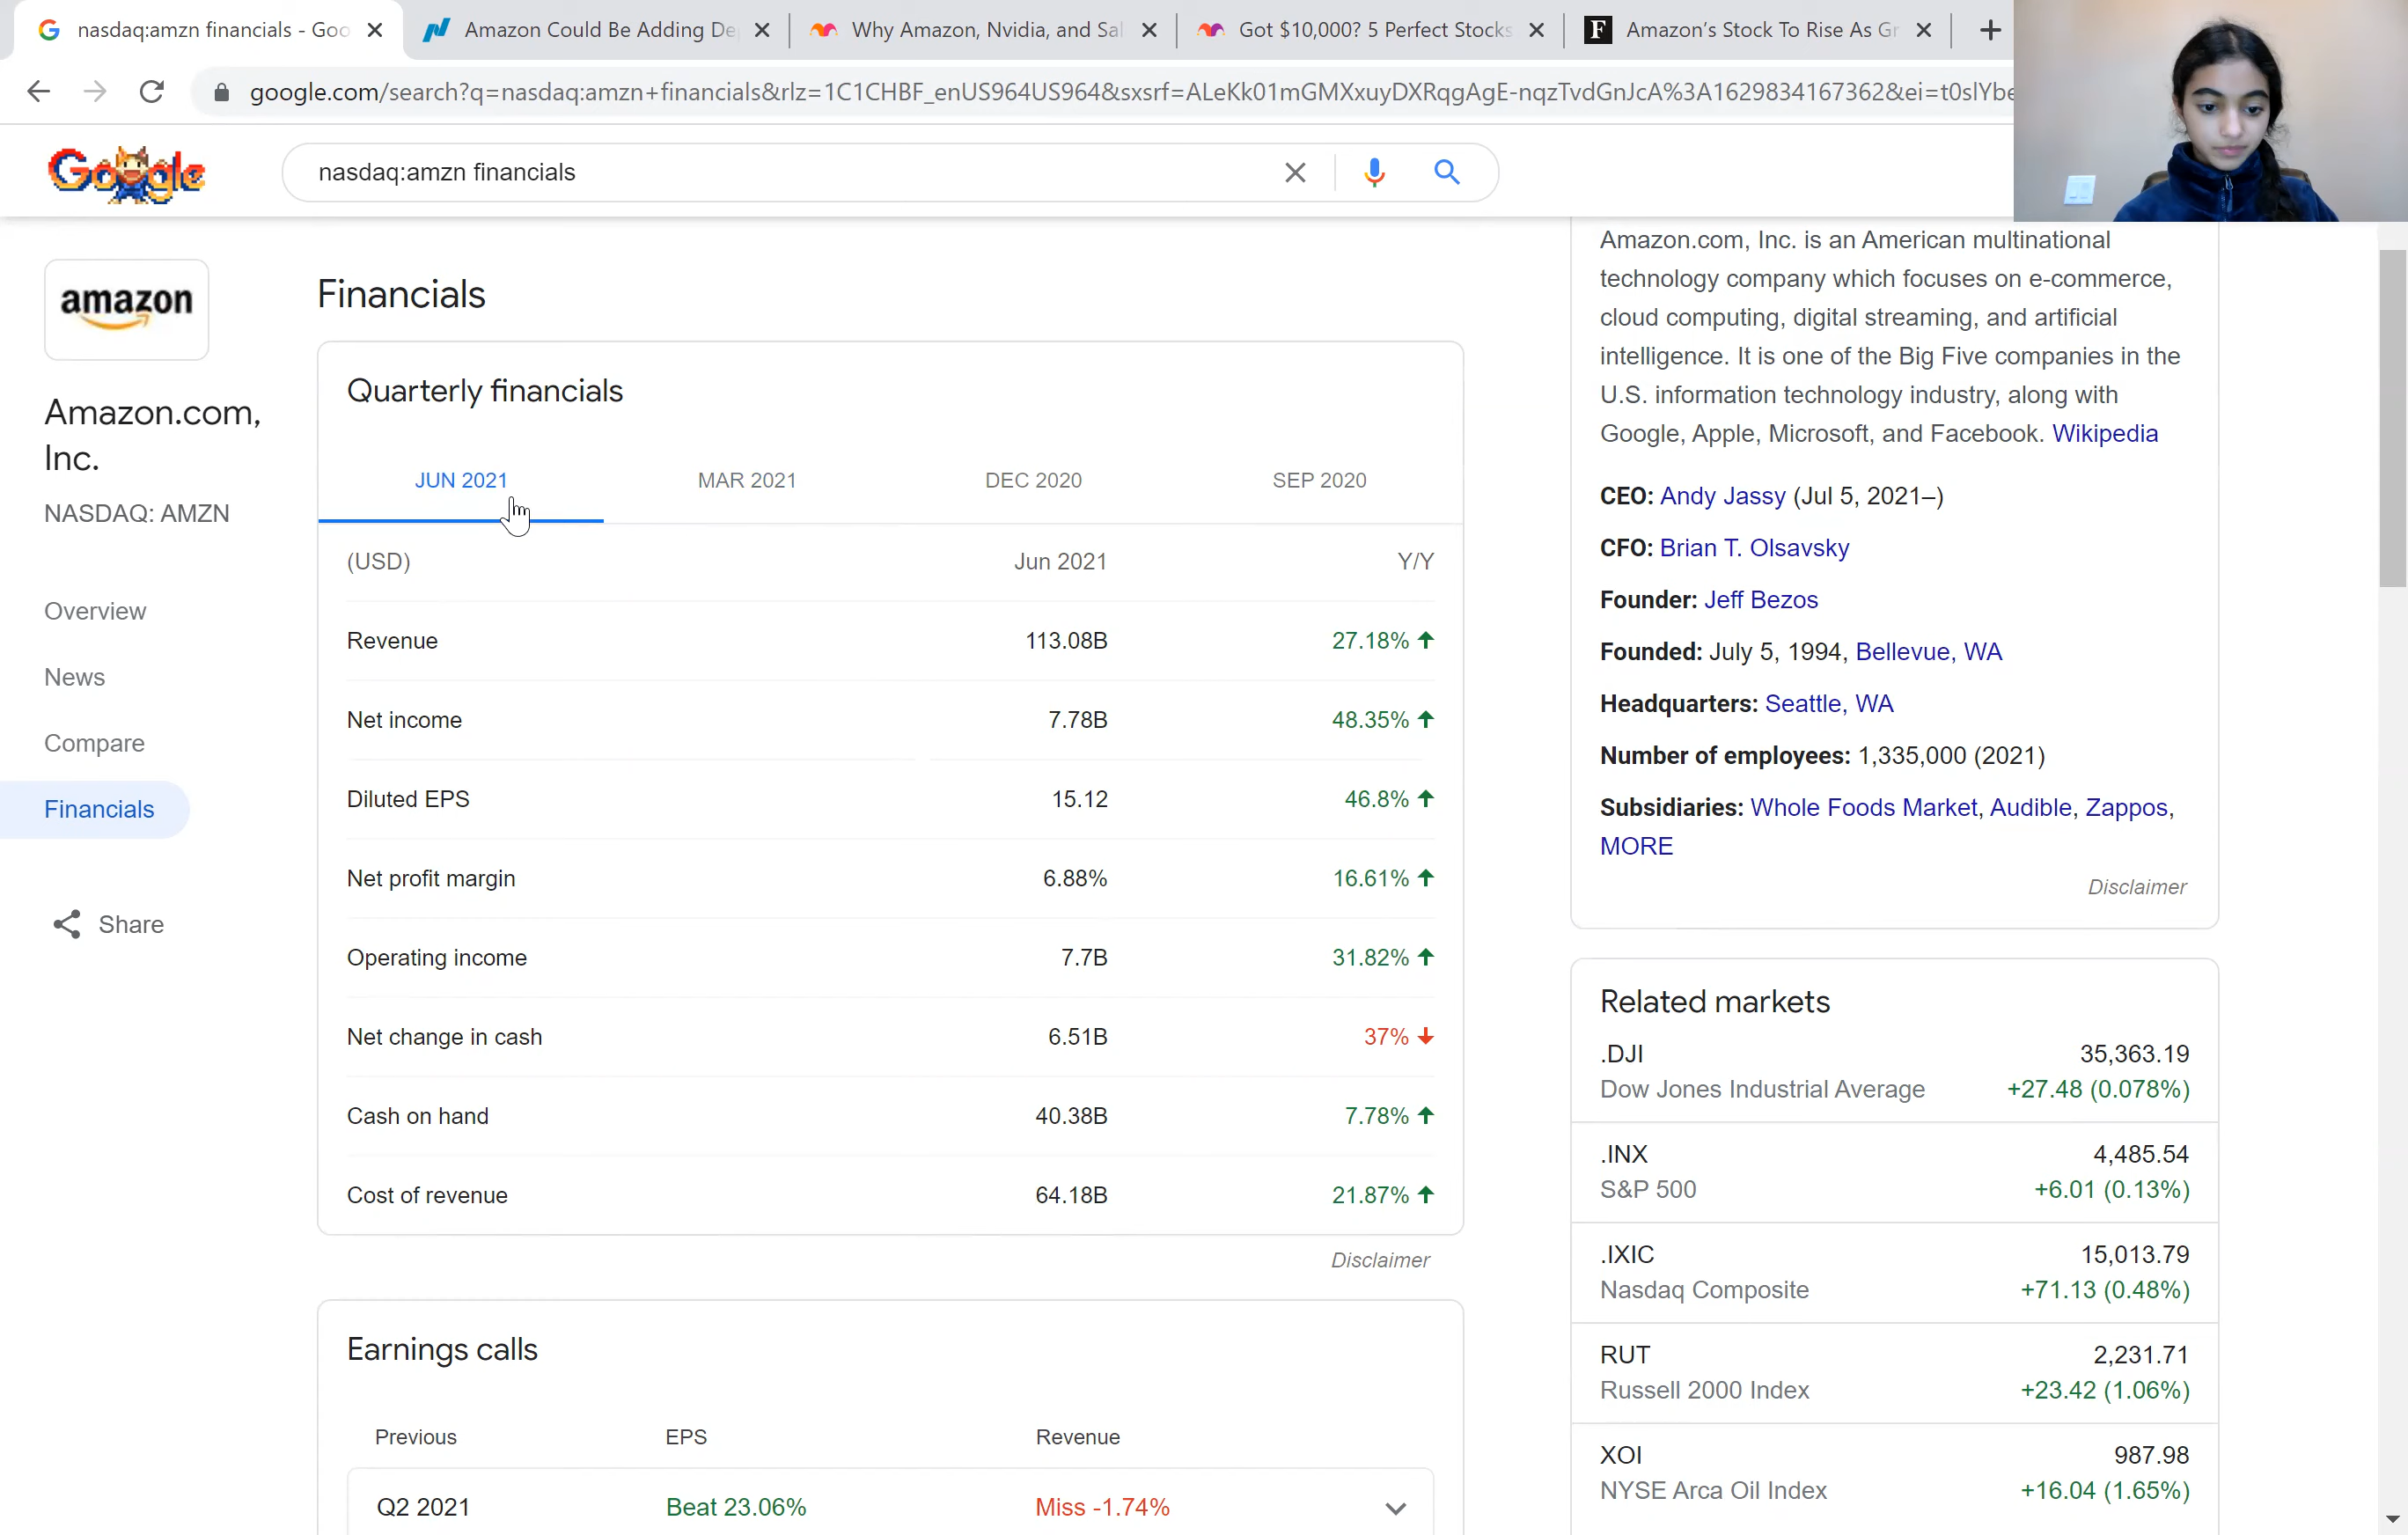 nasdaq:amzn financials - Goo
Amazon Could Be Adding De
Why Amazon, Nvidia, and Sal
Got $10,000? 5 Perfect Stocks
F
Amazon's Stock To Rise As Gr
google.com/search?q=nasdaq:amzn+financials&rlz=1C1CHBF_enUS964US964&sxsrf=ALeKk01mGMXxuyDXRqgAgE-nqzTvdGnJcA%3A1629834167362&ei=t0slYbe
Google
nasdaq:amzn financials
amazon
Amazon.com,
Inc.
NASDAQ: AMZN
Overview
News
Compare
Financials
Share
Financials
Quarterly financials
JUN 2021 MAR 2021 DEC 2020 SEP 2020
(USD) Jun 2021 Y/Y
Revenue 113.08B 27.18%
Net income 7.78B 48.35%
Diluted EPS 15.12 46.8%
Net profit margin 6.88% 16.61%
Operating income 7.7B 31.82%
Net change in cash 6.51B 37%
Cash on hand 40.38B 7.78%
Cost of revenue 64.18B 21.87%
Disclaimer
Earnings calls
Previous EPS Revenue
Q2 2021 Beat 23.06% Miss -1.74%
Amazon.com, Inc. is an American multinational
technology company which focuses on e-commerce,
cloud computing, digital streaming, and artificial
intelligence. It is one of the Big Five companies in the
U.S. information technology industry, along with
Google, Apple, Microsoft, and Facebook. Wikipedia
CEO: Andy Jassy (Jul 5, 2021–)
CFO: Brian T. Olsavsky
Founder: Jeff Bezos
Founded: July 5, 1994, Bellevue, WA
Headquarters: Seattle, WA
Number of employees: 1,335,000 (2021)
Subsidiaries: Whole Foods Market, Audible, Zappos,
MORE
Disclaimer
Related markets
.DJI 35,363.19
Dow Jones Industrial Average +27.48 (0.078%)
.INX 4,485.54
S&P 500 +6.01 (0.13%)
.IXIC 15,013.79
Nasdaq Composite +71.13 (0.48%)
RUT 2,231.71
Russell 2000 Index +23.42 (1.06%)
XOI 987.98
NYSE Arca Oil Index +16.04 (1.65%)